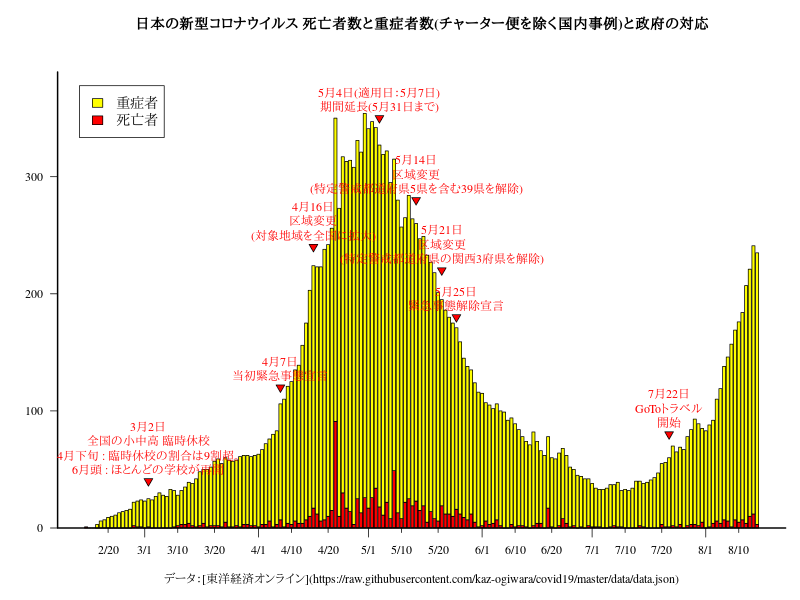 日本の新型コロナウイルス 死亡者数と重症者数(チャーター便を除く国内事例)と政府の対応
重症者
死亡者
5月4日(適用日:5月7日)
期間延長(5月31日まで)
5月14日
区域変更
(特定警戒都道府県5県を含む39県を解除)
4月16日
区域変更
(対象地域を全国に拡大)
5月21日
区域変更
(特定警戒都道府県の関西3府県を解除)
5月25日
緊急事態解除宣言
4月7日
当初緊急事態宣言
3月2日
全国の小中高 臨時休校
4月下旬 : 臨時休校の割合は9割超
6月頭 : ほとんどの学校が再開
7月22日
GoToトラベル
開始
300
200
100
0
2/20 3/1 3/10 3/20 4/1 4/10 4/20 5/1 5/10 5/20 6/1 6/10 6/20 7/1 7/10 7/20 8/1 8/10
データ : [東洋経済オンライン](https://raw.githubusercontent.com/kaz-ogiwara/covid19/master/data/data.json)